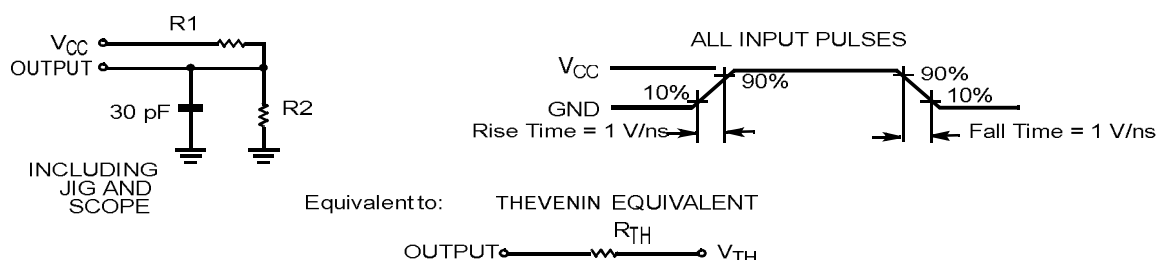 R1
VCC
OUTPUT
30 pF
R2
INCLUDING
JIG AND
SCOPE
ALL INPUT PULSES
VCC
GND
10%
90%
90%
10%
Rise Time = 1 V/ns
Fall Time = 1 V/ns
Equivalent to: THEVENIN EQUIVALENT
RTH
OUTPUT
VTH